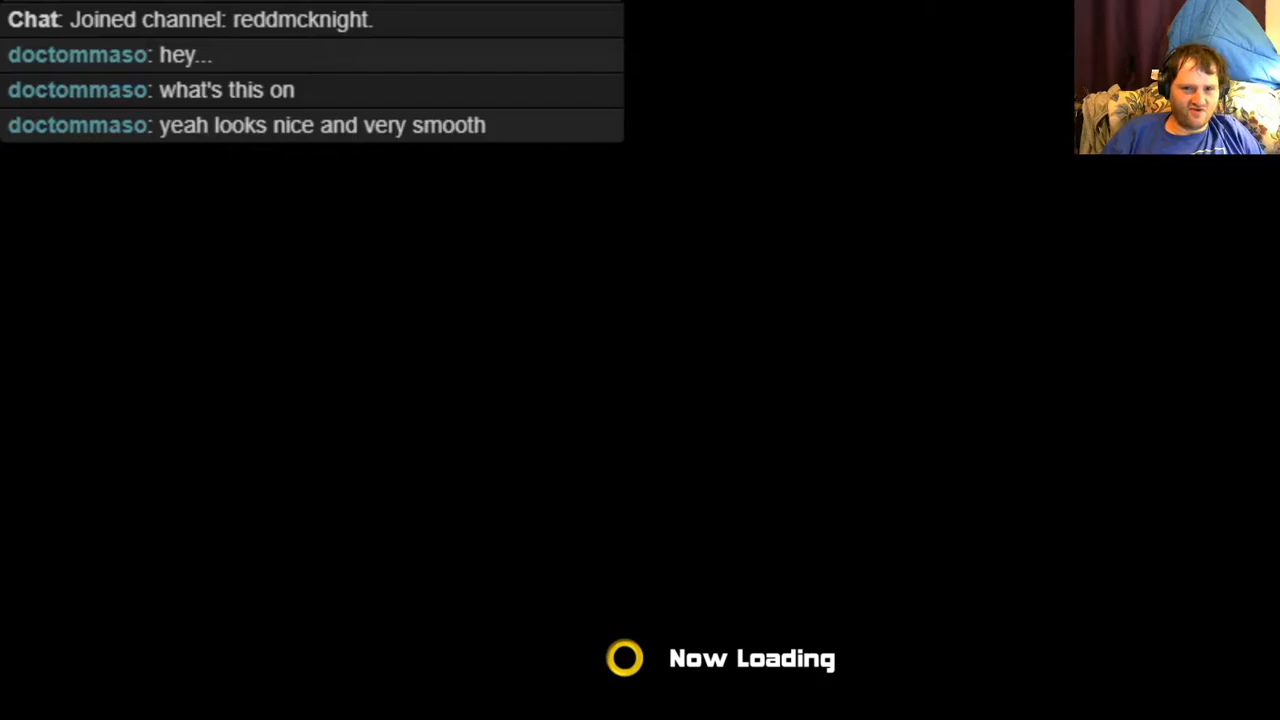 Chat: Joined channel: reddmcknight.
doctommaso: hey...
doctommaso: what's this on
doctommaso: yeah looks nice and very smooth
Now Loading